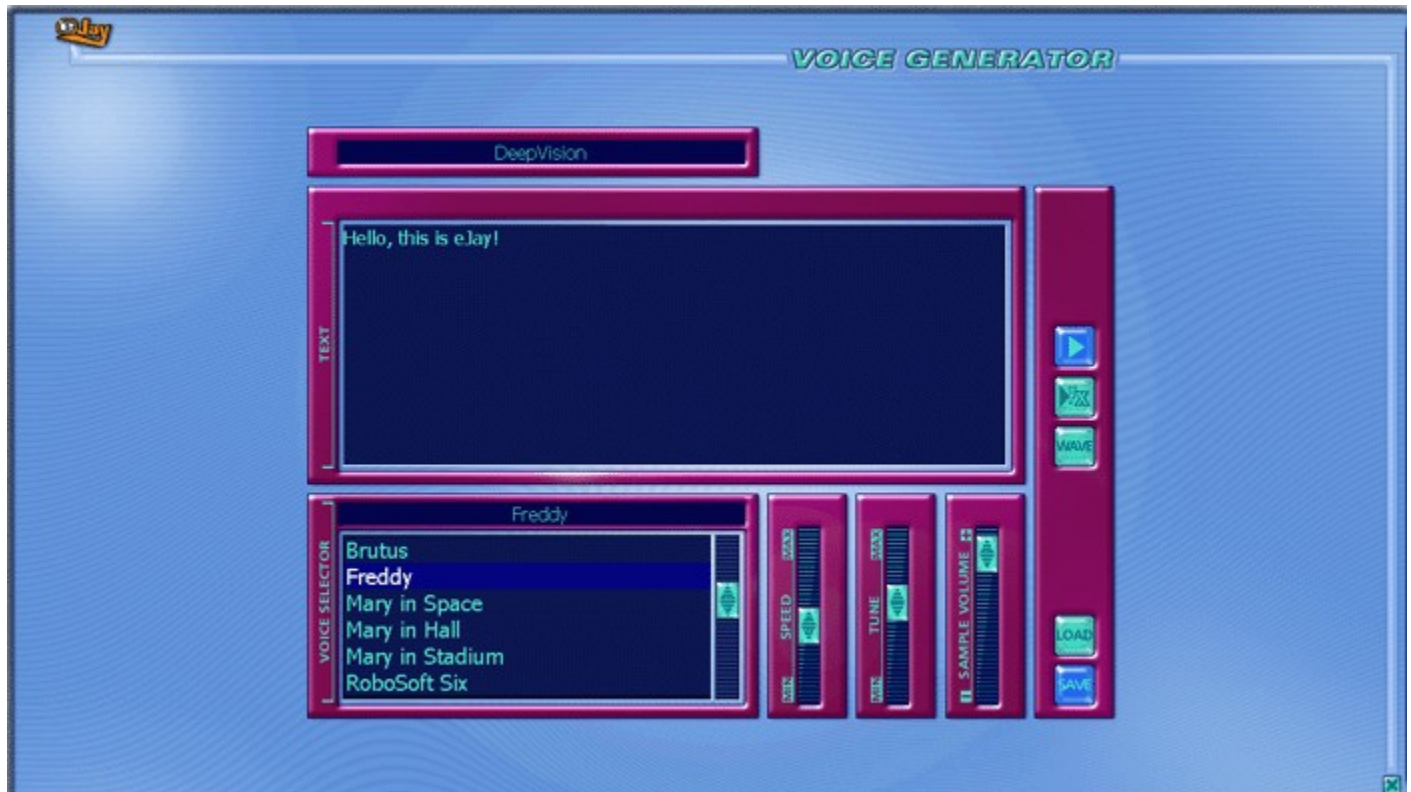 eJay
VOICE GENERATOR
DeepVision
TEXT
Hello, this is eJay!
WAVE
VOICE SELECTOR
Freddy
Brutus
Freddy
Mary in Space
Mary in Hall
Mary in Stadium
RoboSoft Six
MAX
SPEED
MIN
MAX
TUNE
MIN
SAMPLE VOLUME
LOAD
SAVE